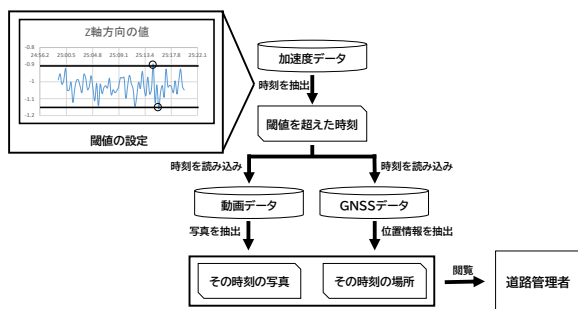 Z軸方向の値
-0.8
24:56.2 25:00.5 25:04.8 25:09.1 25:13.4 25:17.8 25:22.1
-0.9
-1
-1.1
-1.2
閾値の設定
加速度データ
時刻を抽出
閾値を超えた時刻
時刻を読み込み 時刻を読み込み
動画データ GNSSデータ
写真を抽出 位置情報を抽出
その時刻の写真 その時刻の場所
閲覧
道路管理者